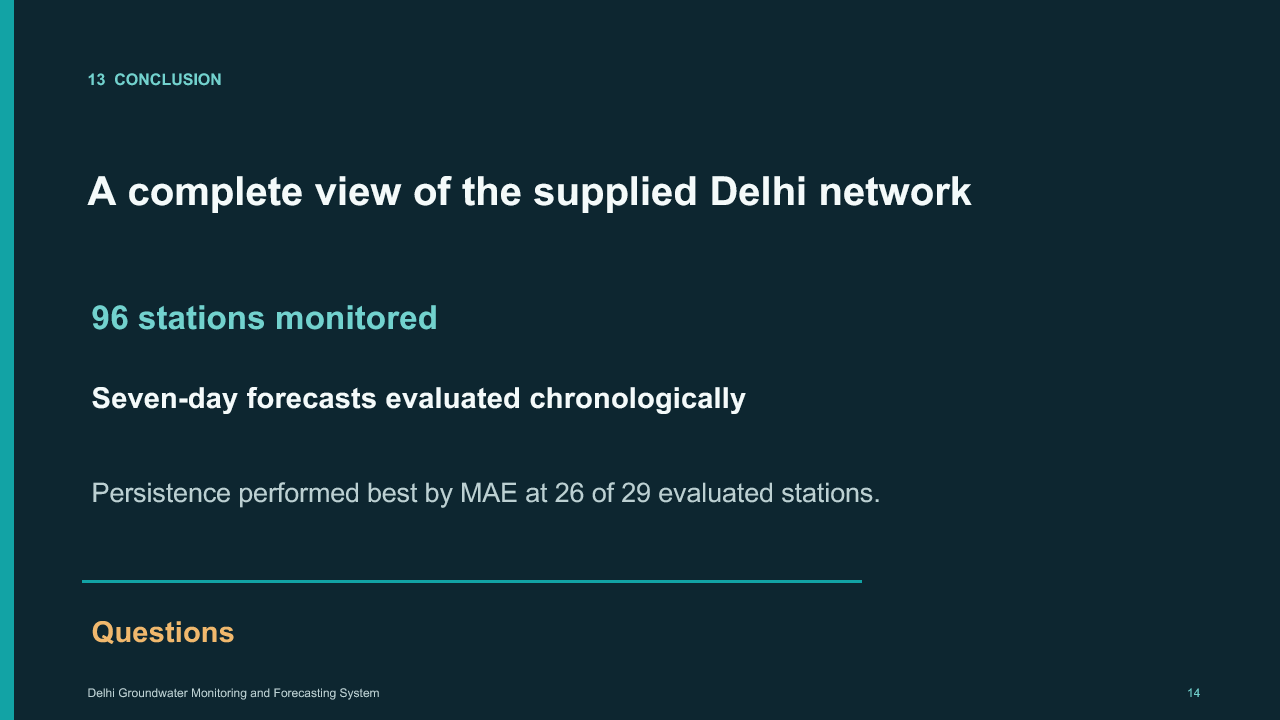 13 CONCLUSION
A complete view of the supplied Delhi network
96 stations monitored
Seven-day forecasts evaluated chronologically
Persistence performed best by MAE at 26 of 29 evaluated stations.
Questions
Delhi Groundwater Monitoring and Forecasting System
14